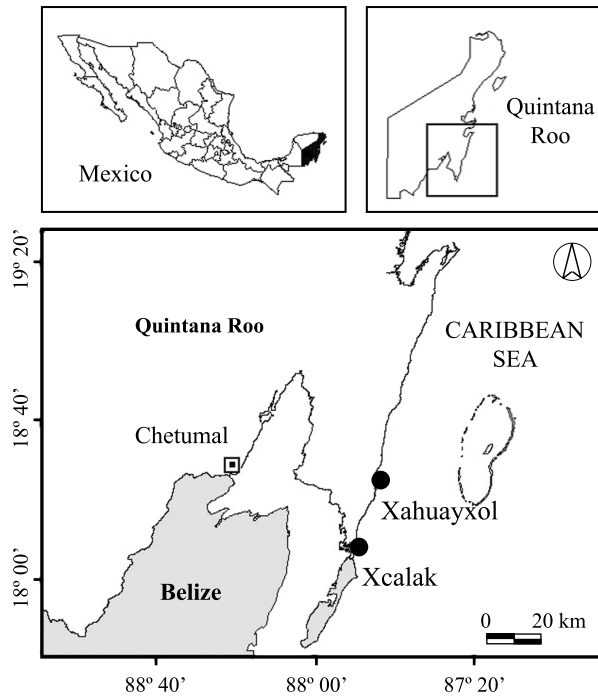 Mexico
Quintana
Roo
19° 20’
Quintana Roo
CARIBBEAN
SEA
18° 40’
Chetumal
Xahuayxol
18° 00’
Xcalak
Belize
0 20 km
88° 40’ 88° 00’ 87° 20’